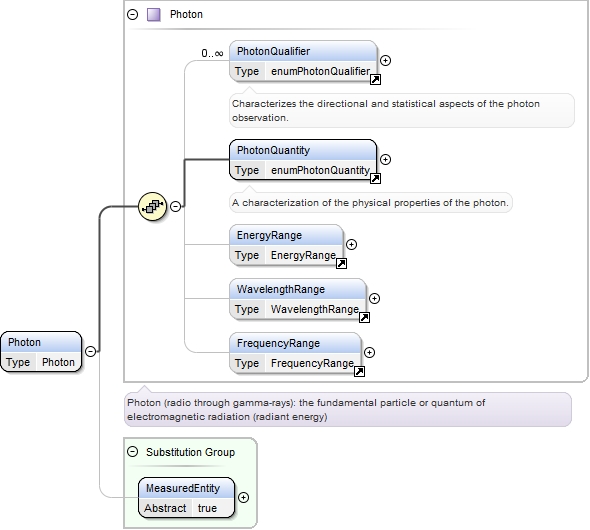 Photon
0..∞
PhotonQualifier
Type enumPhotonQualifier
Characterizes the directional and statistical aspects of the photon
observation.
PhotonQuantity
Type enumPhotonQuantity
A characterization of the physical properties of the photon.
EnergyRange
Type EnergyRange
WavelengthRange
Type WavelengthRange
FrequencyRange
Type FrequencyRange
Photon
Type Photon
Photon (radio through gamma-rays): the fundamental particle or quantum of
electromagnetic radiation (radiant energy)
Substitution Group
MeasuredEntity
Abstract true